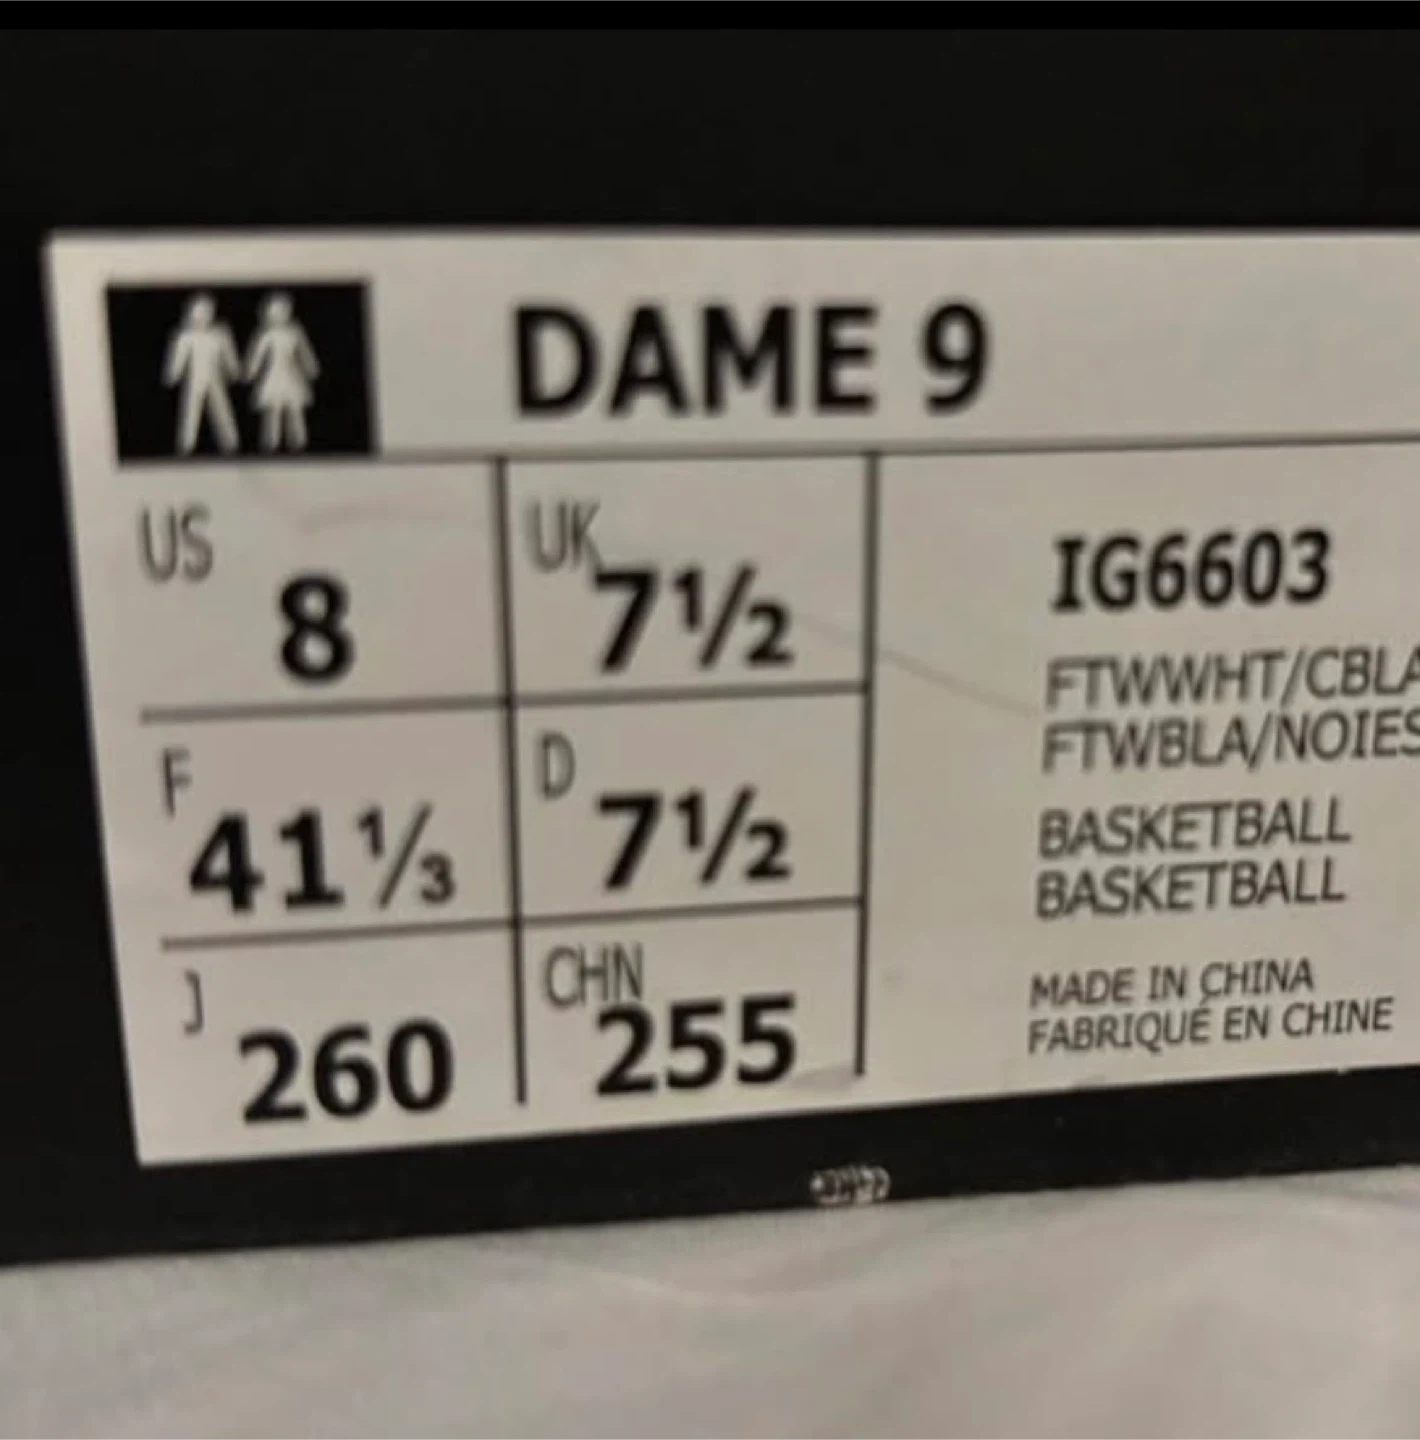 DAME 9
US
8
UK
7½
F
41⅓
D
7½
J
260
CHN
255
IG6603
FTWWHT/CBLA
FTWBLA/NOIES
BASKETBALL
BASKETBALL
MADE IN CHINA
FABRIQUÉ EN CHINE